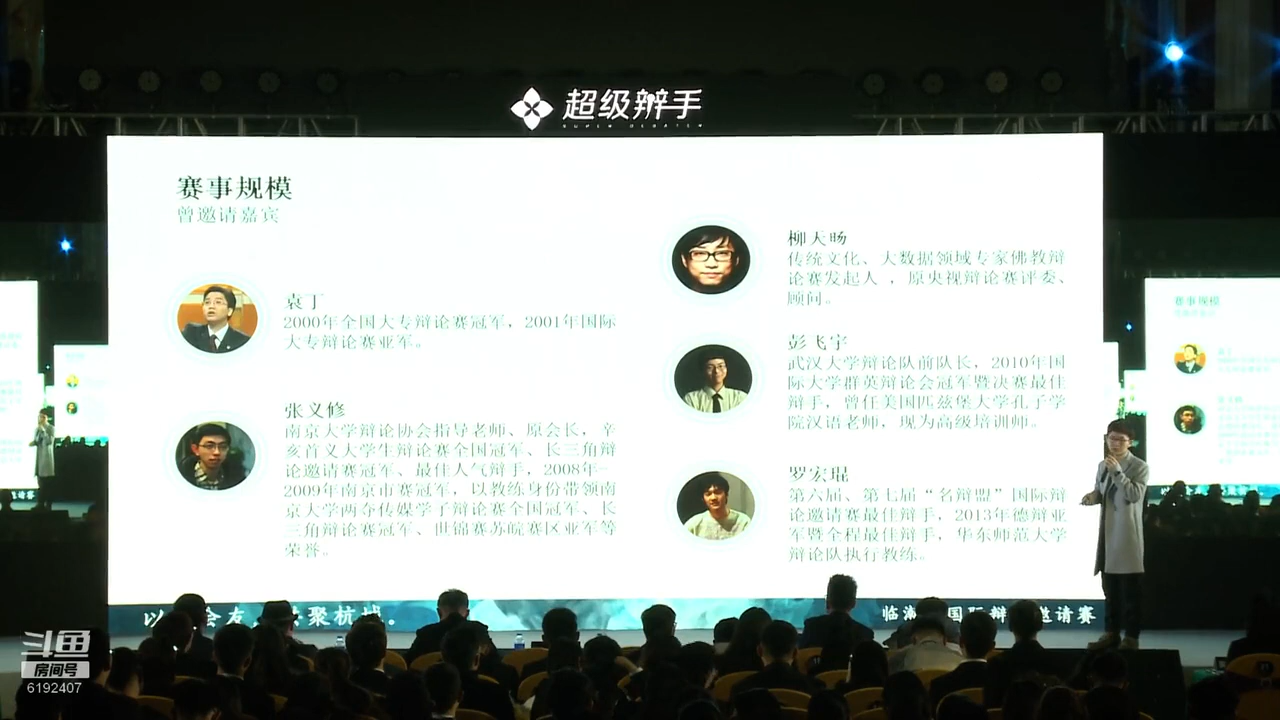 超级辩手
SUPER DEBATER
赛事规模
曾邀请嘉宾
袁丁
2000年全国大专辩论赛冠军，2001年国际
大专辩论赛亚军。
张文修
南京大学辩论协会指导老师、原会长，辛
亥首义大学生辩论赛全国冠军、长三角辩
论邀请赛冠军、最佳人气辩手，2008年-
2009年南京市赛冠军，以教练身份带领南
京大学两夺传媒学子辩论赛全国冠军、长
三角辩论赛冠军、世锦赛苏皖赛区亚军等
荣誉。
柳天旸
传统文化、大数据领域专家佛教辩
论赛发起人 ，原央视辩论赛评委、
顾问。
彭飞宇
武汉大学辩论队前队长，2010年国
际大学群英辩论会冠军暨决赛最佳
辩手，曾任美国匹兹堡大学孔子学
院汉语老师，现为高级培训师。
罗宏琨
第六届、第七届“名辩盟”国际辩
论邀请赛最佳辩手，2013年德辩亚
军暨全程最佳辩手，华东师范大学
辩论队执行教练。
以 会友 聚杭城。
临 国际辩 邀请赛
赛事规模
斗鱼
房间号
6192407